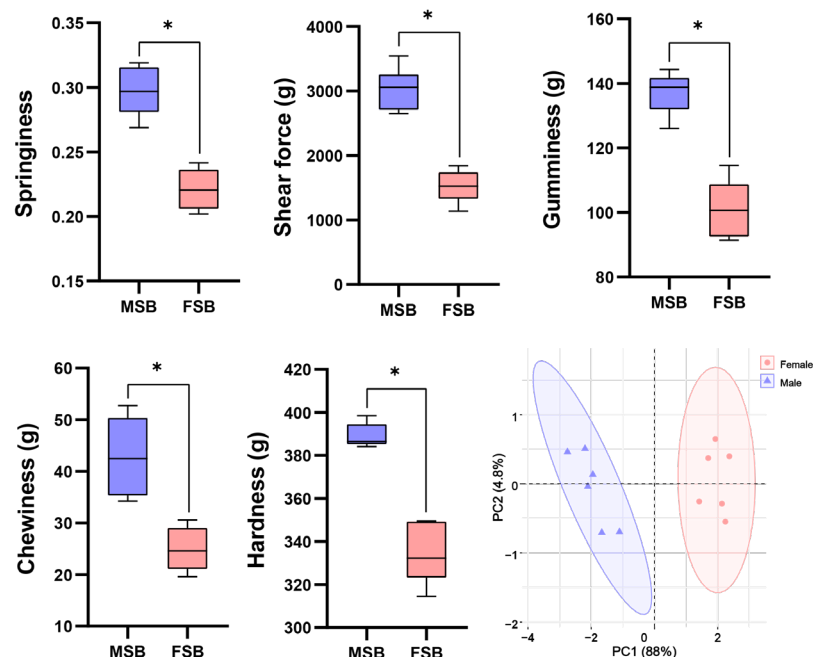 Springiness
0.35
0.30
0.25
0.20
0.15
*
MSB FSB
Shear force (g)
4000
3000
2000
1000
0
*
MSB FSB
Gumminess (g)
160
140
120
100
80
*
MSB FSB
Chewiness (g)
60
50
40
30
20
10
*
MSB FSB
Hardness (g)
420
400
380
360
340
320
300
*
MSB FSB
PC2 (4.8%)
1
0
−1
−2
−4 −2 0 2
PC1 (88%)
Female
Male